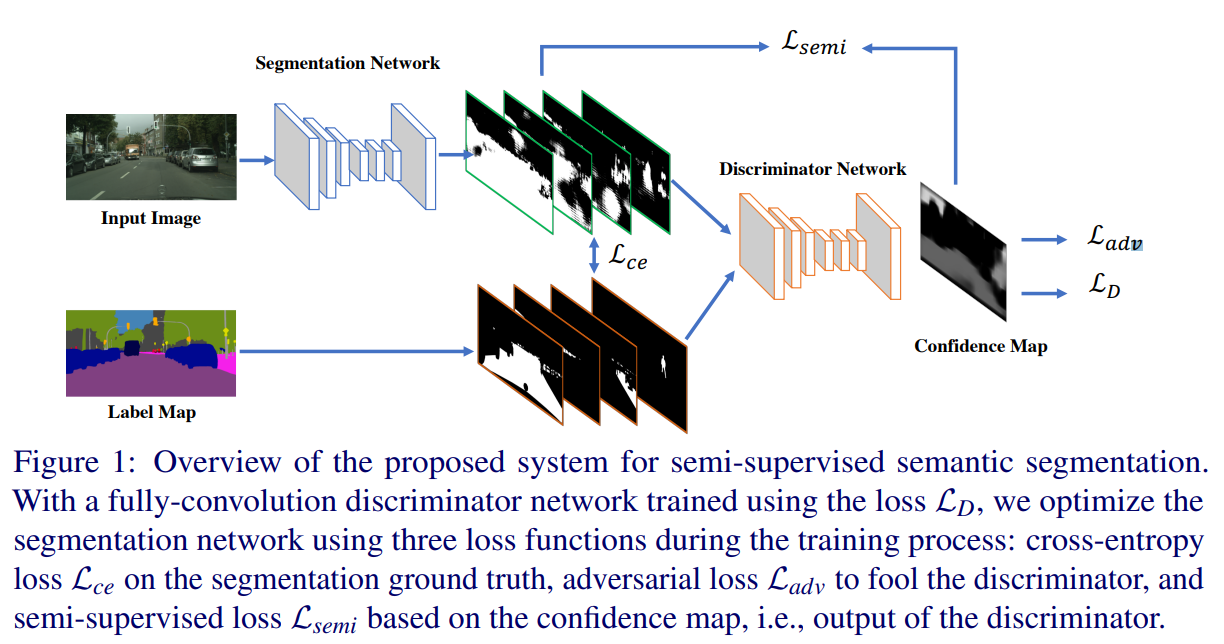 Segmentation Network
ℒsemi
Input Image
Discriminator Network
ℒce
ℒadv
ℒD
Label Map
Confidence Map
Figure 1: Overview of the proposed system for semi-supervised semantic segmentation.
With a fully-convolution discriminator network trained using the loss ℒD, we optimize the
segmentation network using three loss functions during the training process: cross-entropy
loss ℒce on the segmentation ground truth, adversarial loss ℒadv to fool the discriminator, and
semi-supervised loss ℒsemi based on the confidence map, i.e., output of the discriminator.